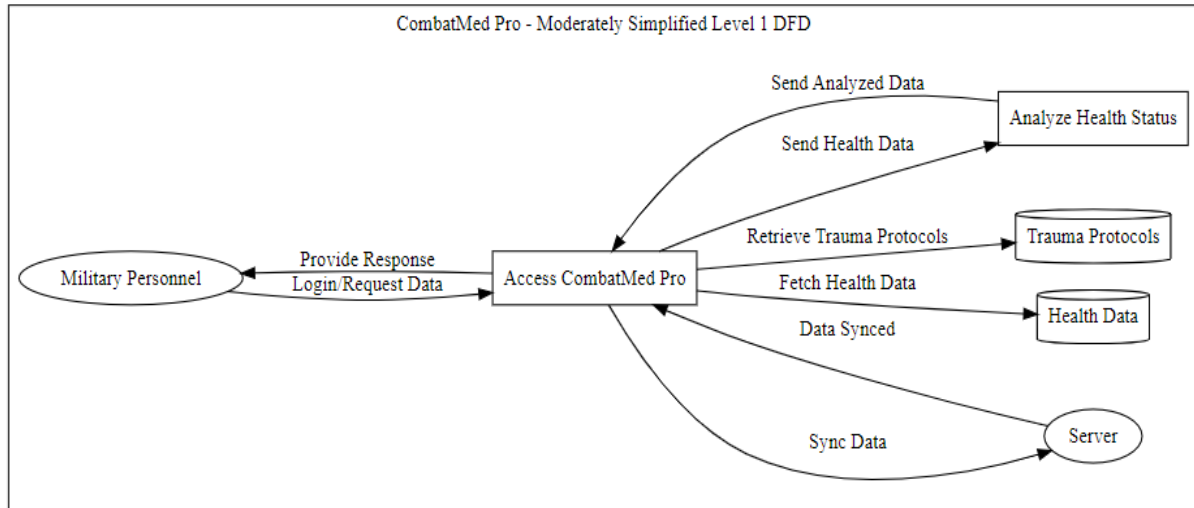 CombatMed Pro - Moderately Simplified Level 1 DFD
Send Analyzed Data
Analyze Health Status
Send Health Data
Retrieve Trauma Protocols
Trauma Protocols
Provide Response
Military Personnel
Access CombatMed Pro
Login/Request Data
Fetch Health Data
Health Data
Data Synced
Sync Data
Server